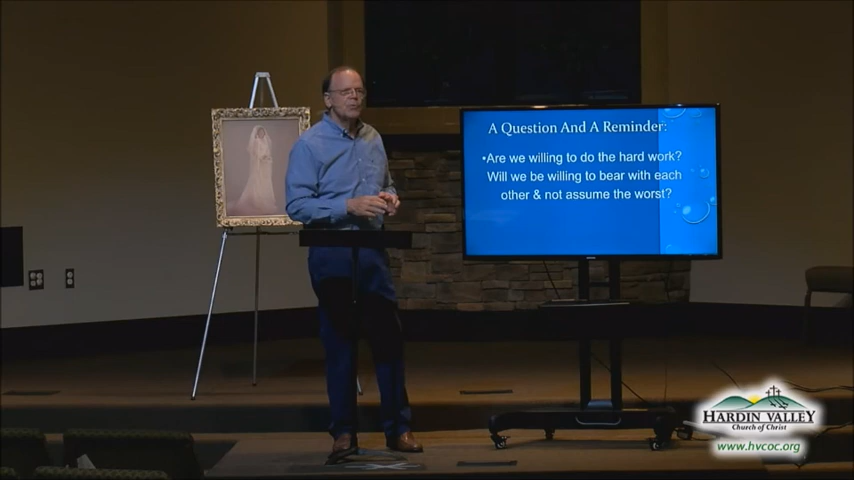 A Question And A Reminder:
•Are we willing to do the hard work?
Will we be willing to bear with each
other & not assume the worst?
HARDIN VALLEY
Church of Christ
www.hvcoc.org